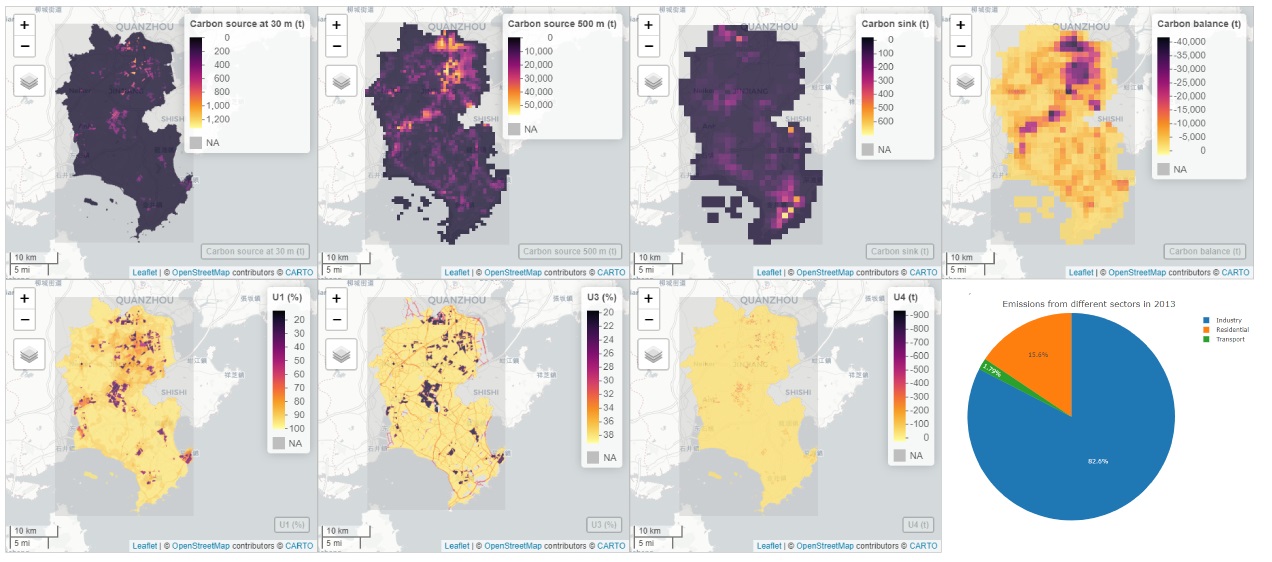 QUANZHOU
SHISHI
+
−
Carbon source at 30 m (t)
0
200
400
600
800
1,000
1,200
NA
10 km
5 mi
Carbon source at 30 m (t)
Leaflet | © OpenStreetMap contributors © CARTO
QUANZHOU
SHISHI
+
−
Carbon source 500 m (t)
0
10,000
20,000
30,000
40,000
50,000
NA
10 km
5 mi
Carbon source 500 m (t)
Leaflet | © OpenStreetMap contributors © CARTO
QUANZHOU
SHISHI
+
−
Carbon sink (t)
0
100
200
300
400
500
600
NA
10 km
5 mi
Carbon sink (t)
Leaflet | © OpenStreetMap contributors © CARTO
QUANZHOU
SHISHI
+
−
Carbon balance (t)
-40,000
-35,000
-30,000
-25,000
-20,000
-15,000
-10,000
-5,000
0
NA
10 km
5 mi
Carbon balance (t)
Leaflet | © OpenStreetMap contributors © CARTO
QUANZHOU
SHISHI
+
−
U1 (%)
20
30
40
50
60
70
80
90
100
NA
10 km
5 mi
U1 (%)
Leaflet | © OpenStreetMap contributors © CARTO
QUANZHOU
SHISHI
+
−
U3 (%)
20
22
24
26
28
30
32
34
36
38
NA
10 km
5 mi
U3 (%)
Leaflet | © OpenStreetMap contributors © CARTO
QUANZHOU
SHISHI
+
−
U4 (t)
-900
-800
-700
-600
-500
-400
-300
-200
-100
0
NA
10 km
5 mi
U4 (t)
Leaflet | © OpenStreetMap contributors © CARTO
Emissions from different sectors in 2013
Industry
Residential
Transport
15.6%
1.79%
82.6%